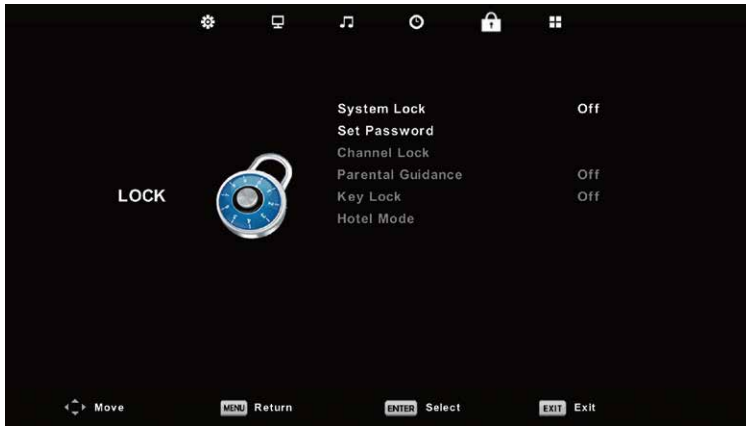 System Lock Off
Set Password
Channel Lock
Parental Guidance Off
LOCK
Key Lock Off
Hotel Mode
Move MENU Return ENTER Select EXIT Exit